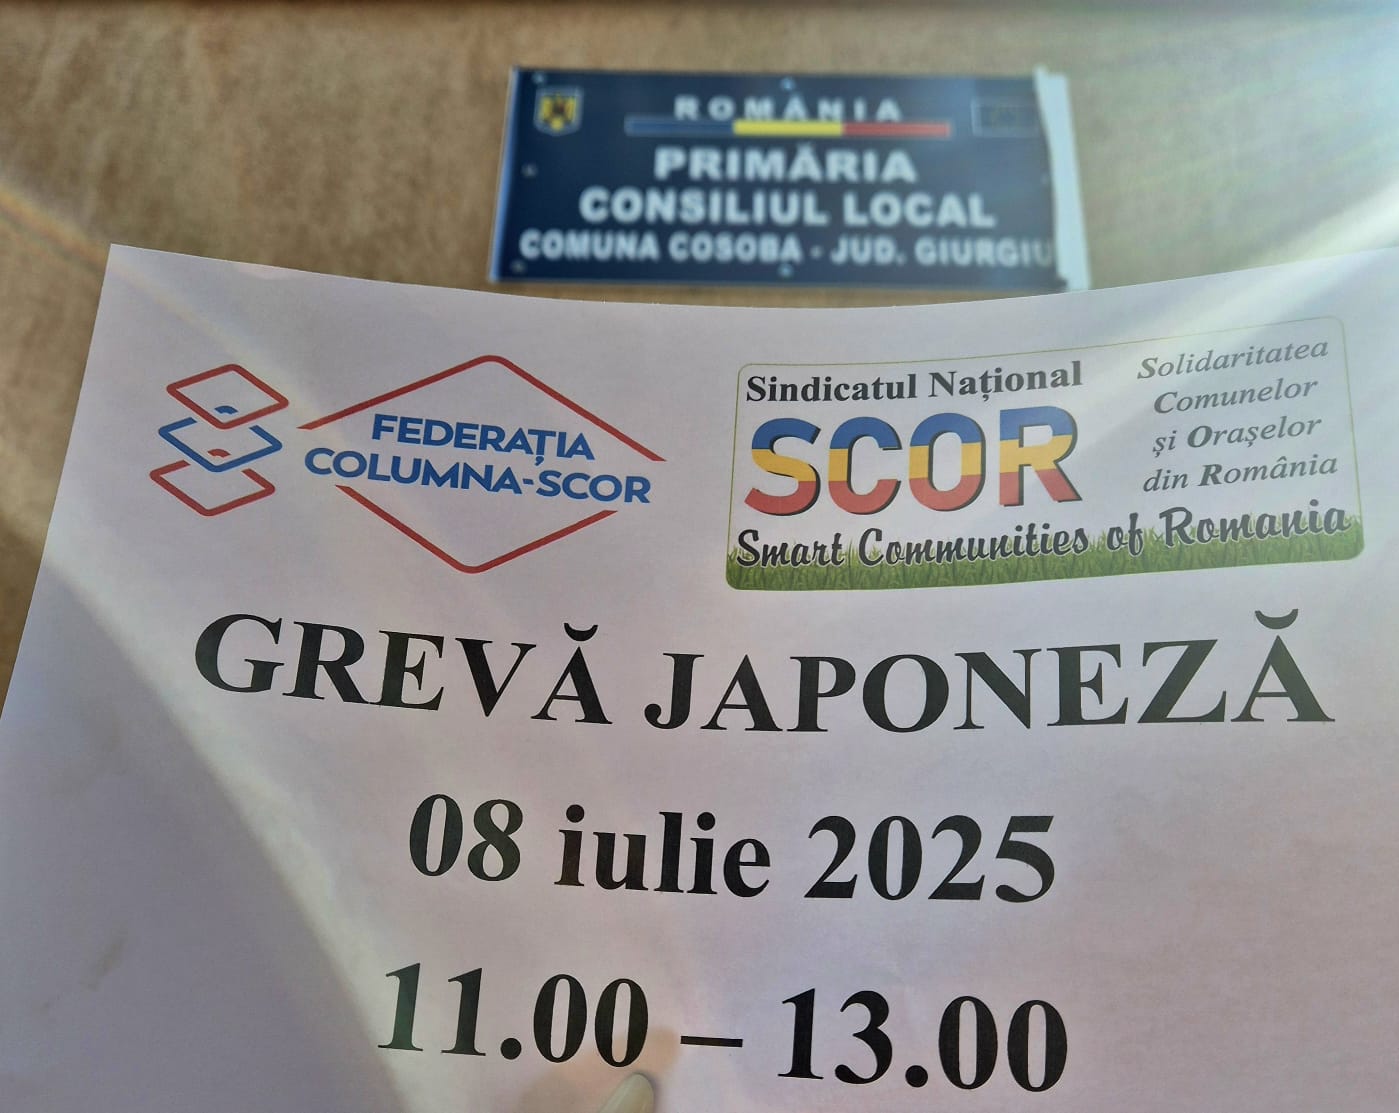 ROMÂNIA
PRIMĂRIA
CONSILIUL LOCAL
COMUNA COSOBA - JUD. GIURGIU
FEDERAȚIA
COLUMNA-SCOR
Sindicatul Național
SCOR
Solidaritatea
Comunelor
și Orașelor
din România
Smart Communities of Romania
GREVĂ JAPONEZĂ
08 iulie 2025
11.00 – 13.00